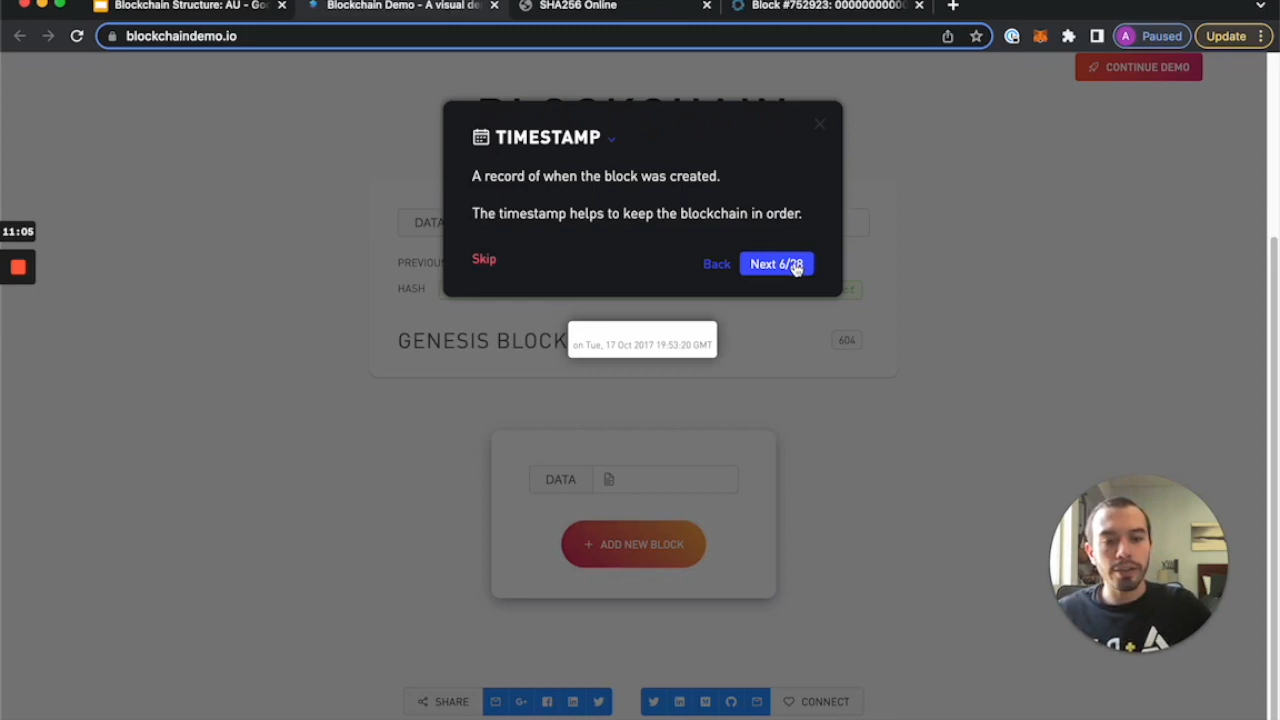 Blockchain Structure: AU - Goo
Blockchain Demo - A visual de
SHA256 Online
Block #752923: 00000000000
blockchaindemo.io
A Paused
Update
CONTINUE DEMO
BLOCKCHAIN
TIMESTAMP
A record of when the block was created.
The timestamp helps to keep the blockchain in order.
Skip
Back
Next 6/28
11:05
DATA
PREVIOUS
HASH
GENESIS BLOCK
on Tue, 17 Oct 2017 19:53:20 GMT
604
DATA
+ ADD NEW BLOCK
SHARE
G+
CONNECT